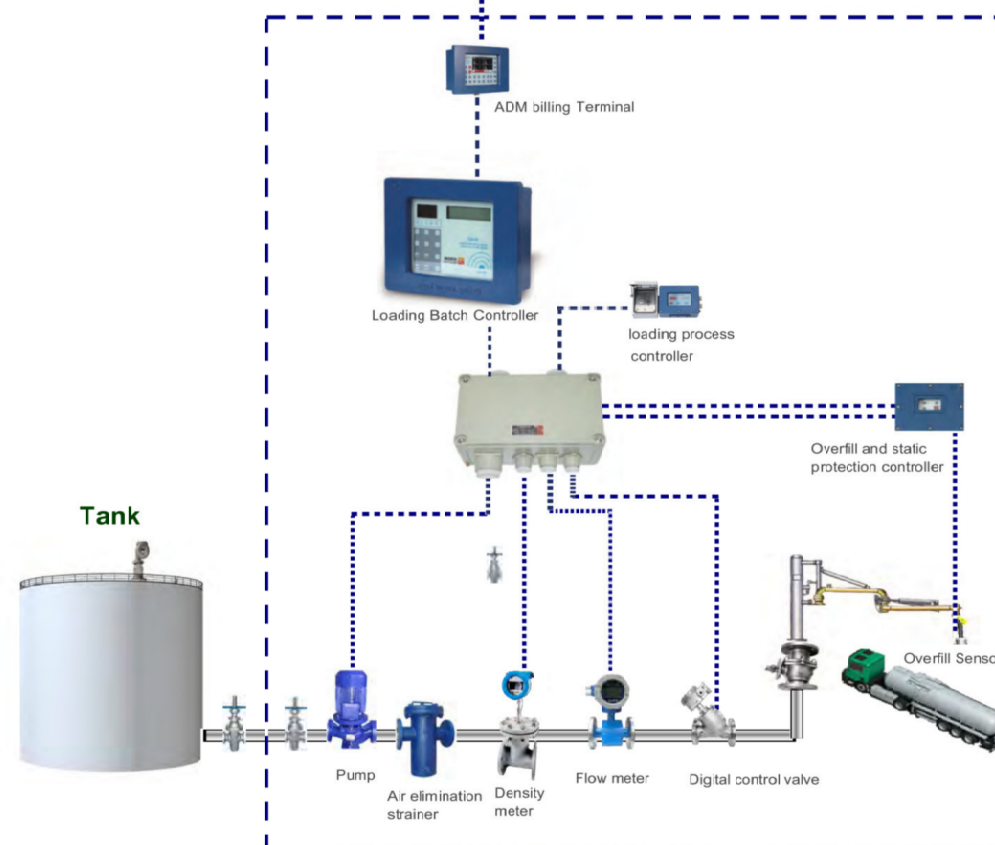 ADM billing Terminal
Loading Batch Controller
loading process
controller
Overfill and static
protection controller
Tank
Overfill Senso
Pump
Air elimination
strainer
Density
meter
Flow meter
Digital control valve